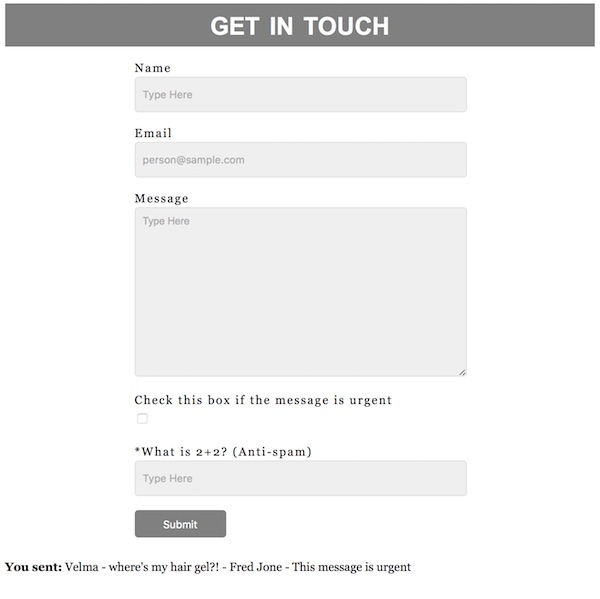 GET IN TOUCH
Name
Type Here
Email
person@sample.com
Message
Type Here
Check this box if the message is urgent
*What is 2+2? (Anti-spam)
Type Here
Submit
You sent: Velma - where's my hair gel?! - Fred Jone - This message is urgent